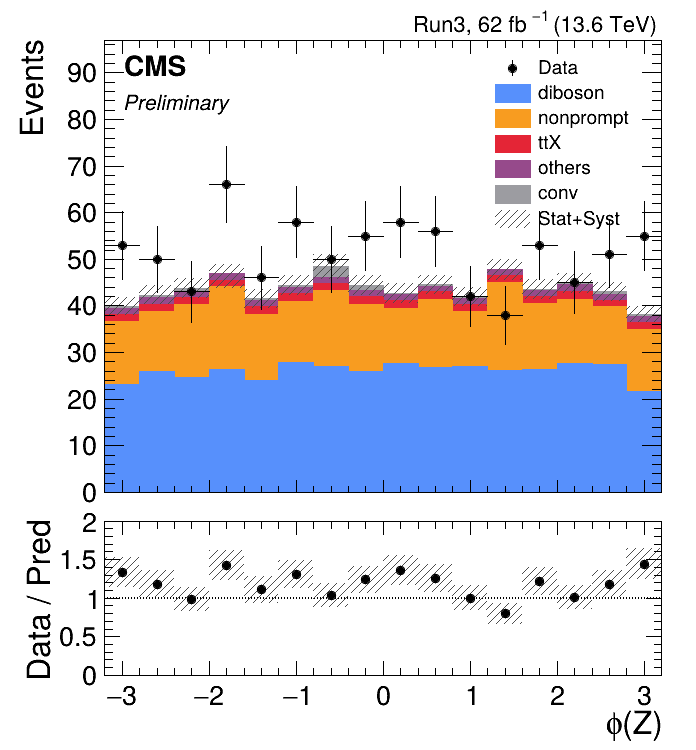 Run3, 62 fb⁻¹ (13.6 TeV)
CMS
Preliminary
Events
90
80
70
60
50
40
30
20
10
0
Data
diboson
nonprompt
ttX
others
conv
Stat+Syst
Data / Pred
2
1.5
1
0.5
0
−3 −2 −1 0 1 2 3
ϕ(Z)